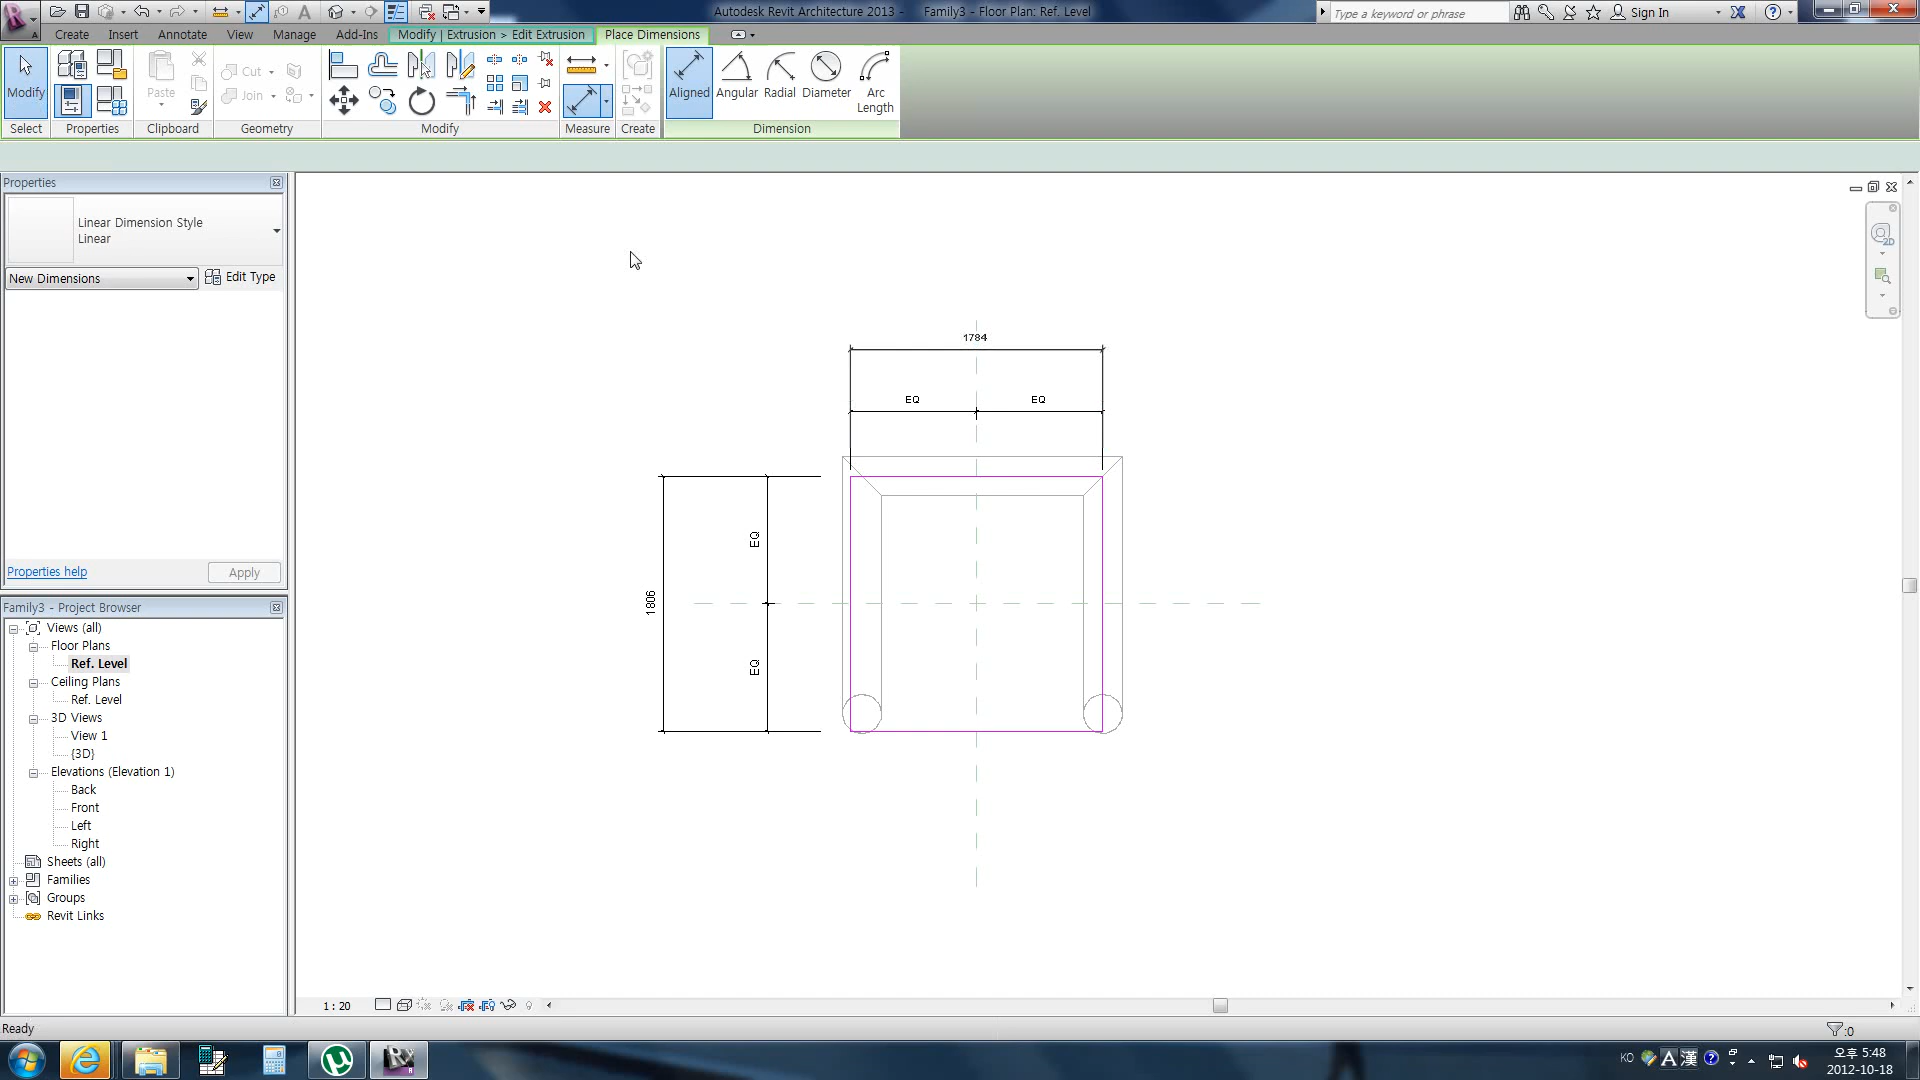 Autodesk Revit Architecture 2013 -    Family3 - Floor Plan: Ref. Level
Type a keyword or phrase
Sign In
Create Insert Annotate View Manage Add-Ins Modify | Extrusion > Edit Extrusion Place Dimensions
Modify
Paste
Cut
Join
Aligned Angular Radial Diameter Arc Length
Select Properties Clipboard Geometry Modify Measure Create Dimension
Properties
Linear Dimension Style
Linear
New Dimensions
Edit Type
Properties help
Apply
Family3 - Project Browser
Views (all)
Floor Plans
Ref. Level
Ceiling Plans
Ref. Level
3D Views
View 1
{3D}
Elevations (Elevation 1)
Back
Front
Left
Right
Sheets (all)
Families
Groups
Revit Links
2D
1784
EQ EQ
EQ
1806
EQ
1 : 20
Ready
:0
KO A 漢
오후 5:48
2012-10-18